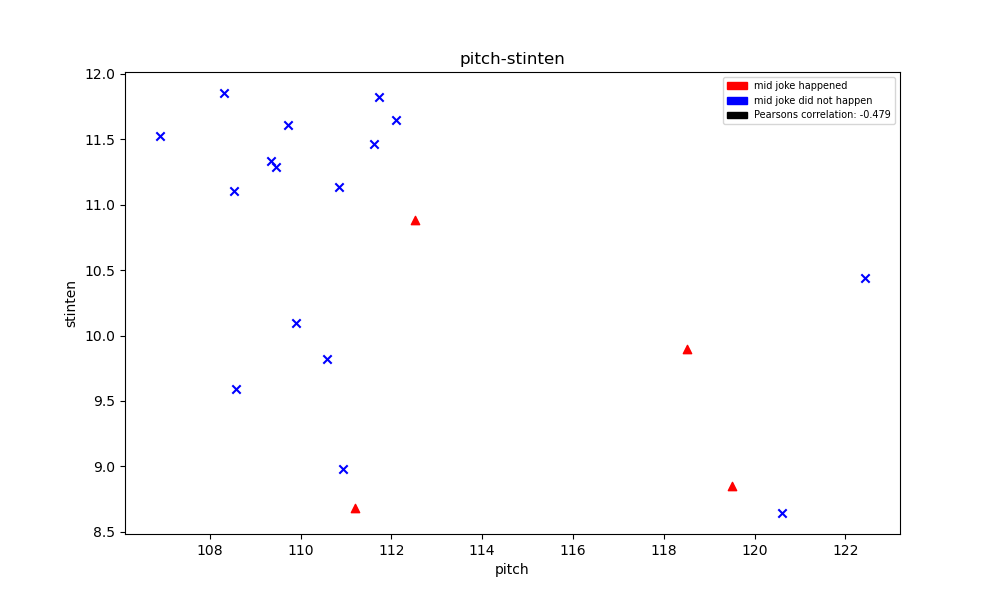 pitch-stinten
mid joke happened
mid joke did not happen
Pearsons correlation: -0.479
12.0
11.5
11.0
10.5
10.0
9.5
9.0
8.5
stinten
108 110 112 114 116 118 120 122
pitch